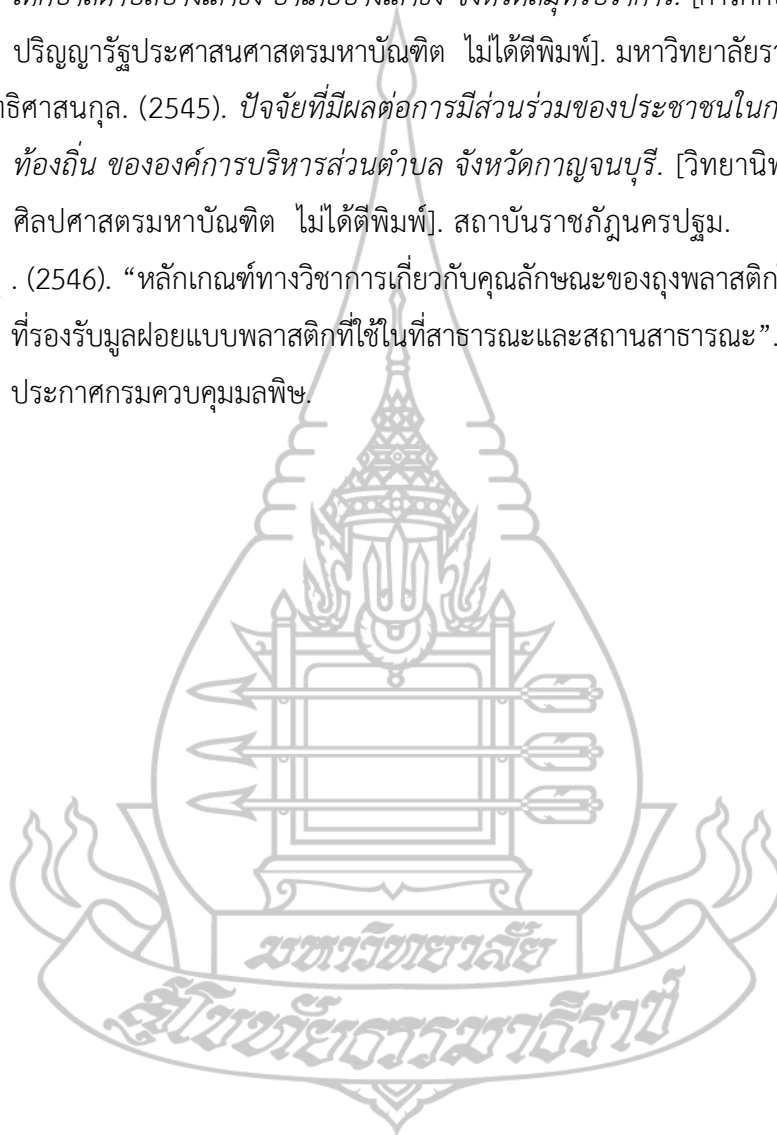 ปริญญารัฐประศาสนศาสตรมหาบัณฑิต ไม่ได้ตีพิมพ์]. มหาวิทยาลัยรา
ธิศาสนกุล. (2545). ปัจจัยที่มีผลต่อการมีส่วนร่วมของประชาชนในก
ท้องถิ่น ขององค์การบริหารส่วนตำบล จังหวัดกาญจนบุรี. [วิทยานิพ
ศิลปศาสตรมหาบัณฑิต ไม่ได้ตีพิมพ์]. สถาบันราชภัฏนครปฐม.
. (2546). “หลักเกณฑ์ทางวิชาการเกี่ยวกับคุณลักษณะของถุงพลาสติก
ที่รองรับมูลฝอยแบบพลาสติกที่ใช้ในที่สาธารณะและสถานสาธารณะ”.
ประกาศกรมควบคุมมลพิษ.
มหาวิทยาลัย
สุโขทัยธรรมาธิราช